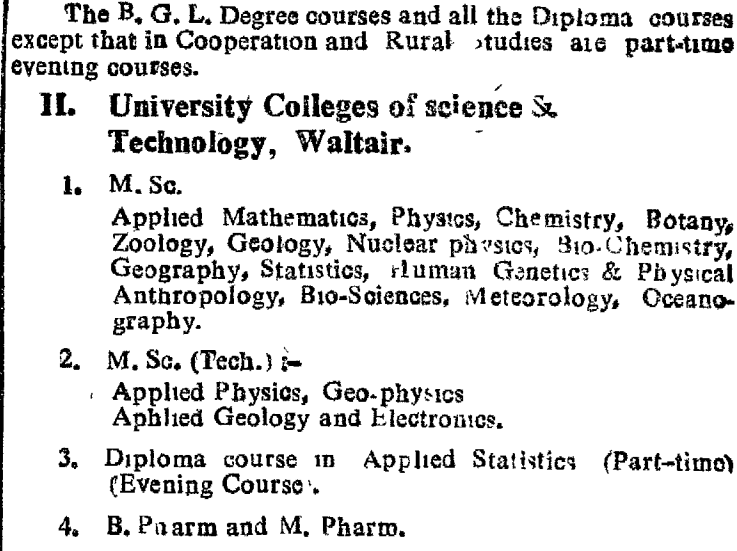 The B. G. L. Degree courses and all the Diploma courses
except that in Cooperation and Rural studies are part-time
evening courses.
II. University Colleges of science &
Technology, Waltair.
1. M. Sc.
Applied Mathematics, Physics, Chemistry, Botany,
Zoology, Geology, Nuclear physics, Bio-Chemistry,
Geography, Statistics, Human Genetics & Physical
Anthropology, Bio-Sciences, Meteorology, Oceano-
graphy.
2. M. Sc. (Tech.) :-
Applied Physics, Geo-physics
Aphlied Geology and Electronics.
3. Diploma course in Applied Statistics (Part-time)
(Evening Course).
4. B. Pharm and M. Pharm.